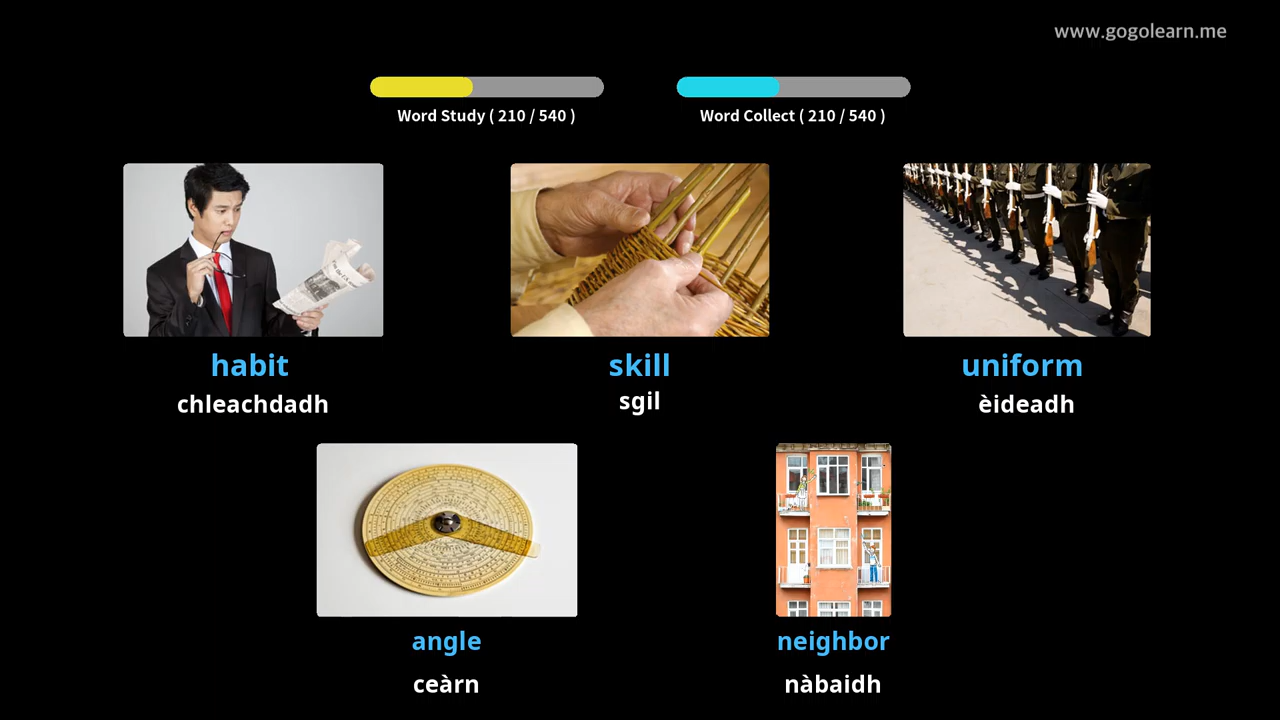 www.gogolearn.me
Word Study ( 210 / 540 )
Word Collect ( 210 / 540 )
habit
chleachdadh
skill
sgil
uniform
èideadh
angle
ceàrn
neighbor
nàbaidh